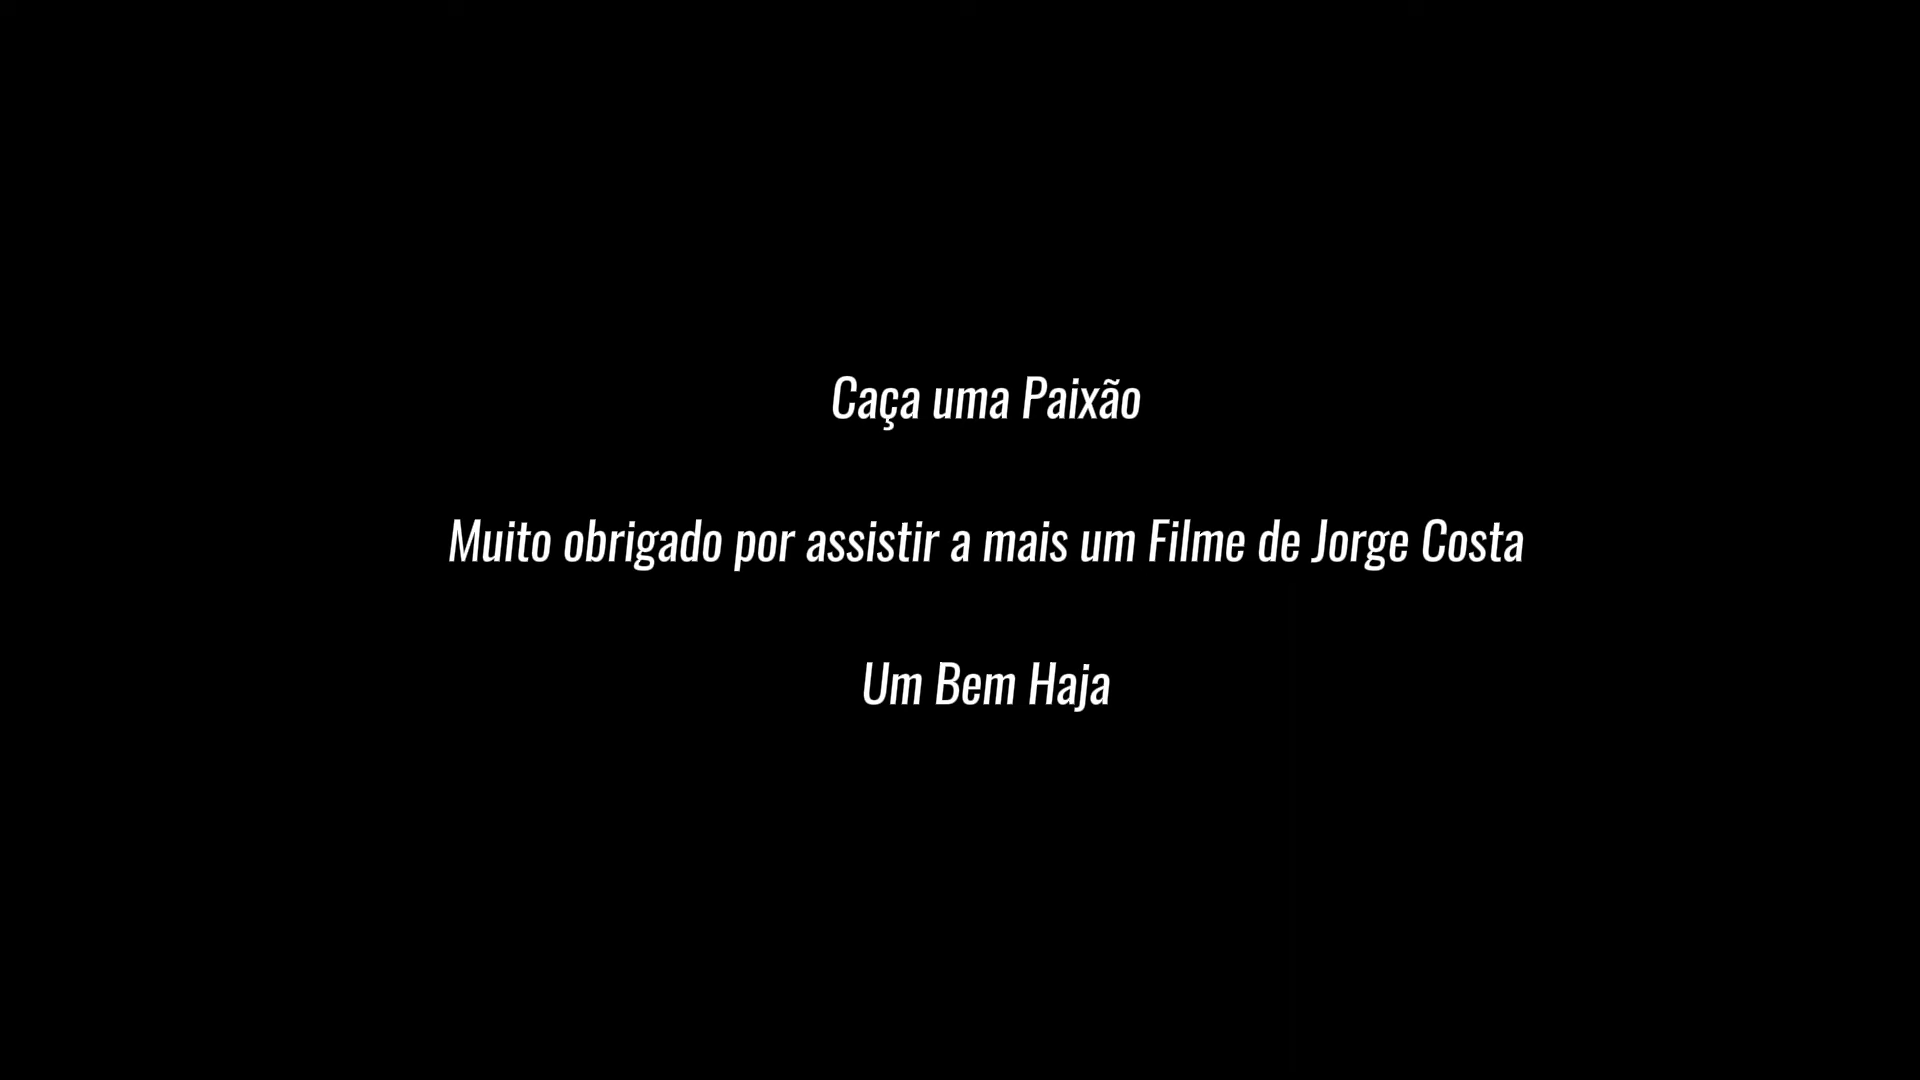 Caça uma Paixão
Muito obrigado por assistir a mais um Filme de Jorge Costa
Um Bem Haja